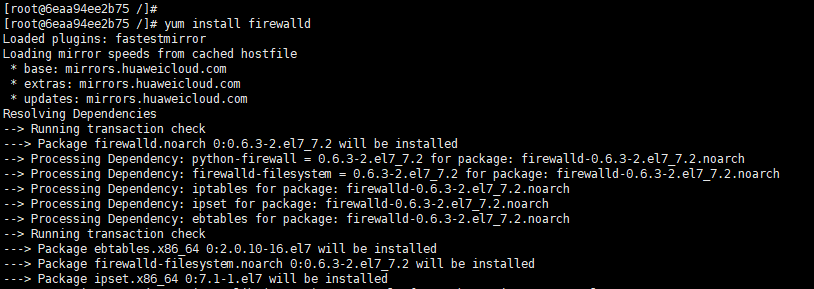 [root@6eaa94ee2b75 /]#
[root@6eaa94ee2b75 /]# yum install firewalld
Loaded plugins: fastestmirror
Loading mirror speeds from cached hostfile
 * base: mirrors.huaweicloud.com
 * extras: mirrors.huaweicloud.com
 * updates: mirrors.huaweicloud.com
Resolving Dependencies
--> Running transaction check
---> Package firewalld.noarch 0:0.6.3-2.el7_7.2 will be installed
--> Processing Dependency: python-firewall = 0.6.3-2.el7_7.2 for package: firewalld-0.6.3-2.el7_7.2.noarch
--> Processing Dependency: firewalld-filesystem = 0.6.3-2.el7_7.2 for package: firewalld-0.6.3-2.el7_7.2.noarch
--> Processing Dependency: iptables for package: firewalld-0.6.3-2.el7_7.2.noarch
--> Processing Dependency: ipset for package: firewalld-0.6.3-2.el7_7.2.noarch
--> Processing Dependency: ebtables for package: firewalld-0.6.3-2.el7_7.2.noarch
--> Running transaction check
---> Package ebtables.x86_64 0:2.0.10-16.el7 will be installed
---> Package firewalld-filesystem.noarch 0:0.6.3-2.el7_7.2 will be installed
---> Package ipset.x86_64 0:7.1-1.el7 will be installed